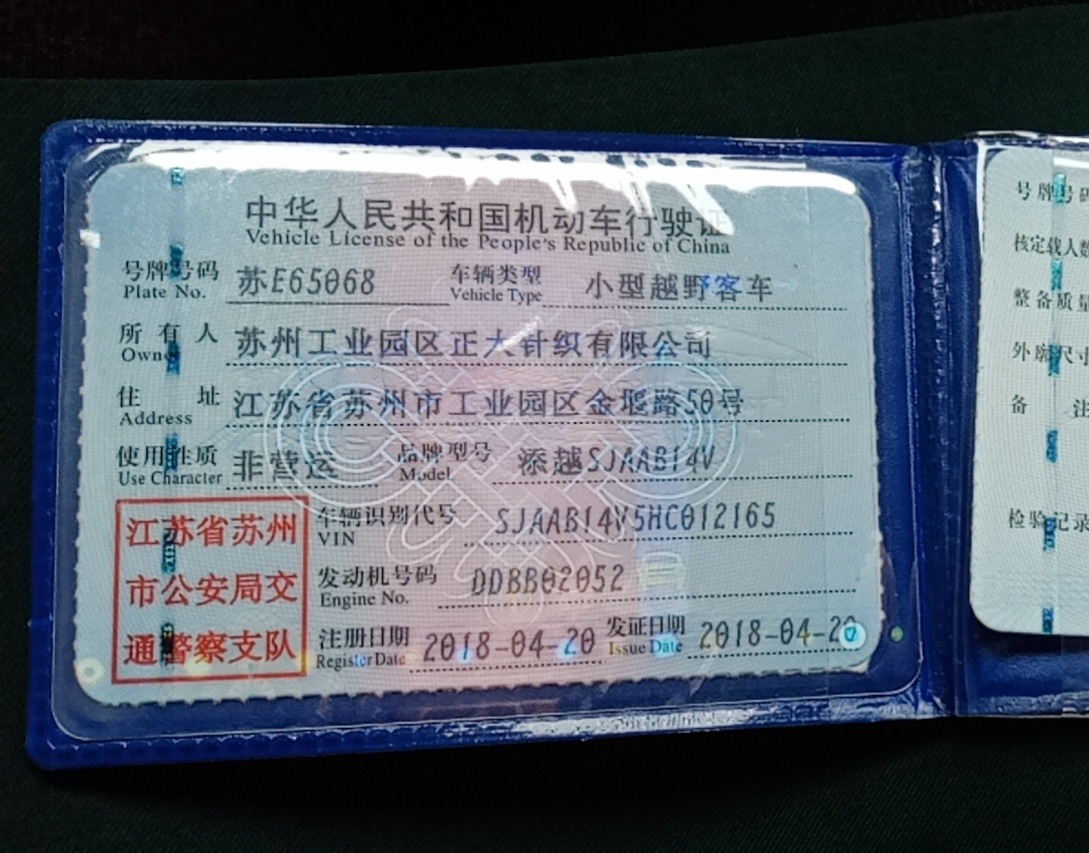 中华人民共和国机动车行驶证
Vehicle License of the People's Republic of China
号牌号码 苏E65068 车辆类型 小型越野客车
Plate No. Vehicle Type
所有人 苏州工业园区正大针织有限公司
Owner
住址 江苏省苏州市工业园区金堰路50号
Address
使用性质 非营运 品牌型号 添越SJAAB14V
Use Character Model
江苏省苏州
市公安局交
通警察支队
车辆识别代号 SJAAB14V5HC012165
VIN
发动机号码 DDBB02052
Engine No.
注册日期 2018-04-20 发证日期 2018-04-20
Register Date Issue Date
号牌号码
核定载人数
整备质量
外廓尺寸
备 注
检验记录